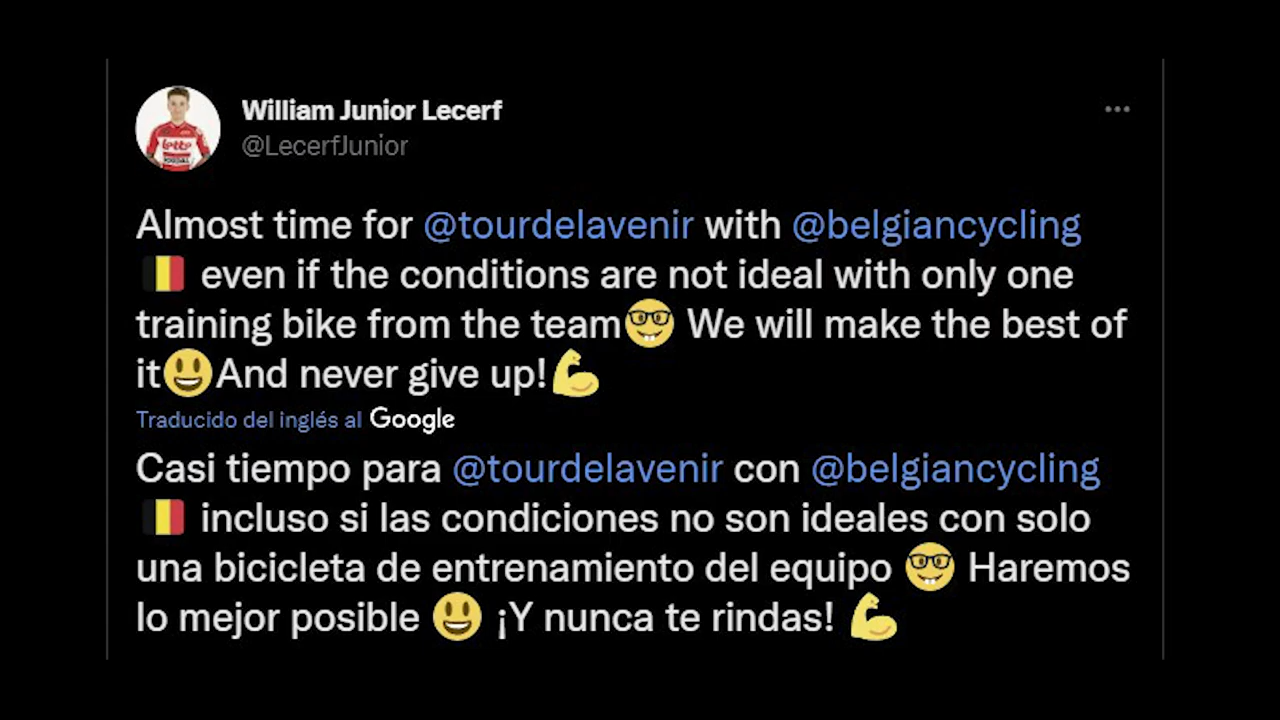 William Junior Lecerf
@LecerfJunior
Almost time for @tourdelavenir with @belgiancycling
🇧🇪 even if the conditions are not ideal with only one
training bike from the team🤓 We will make the best of
it😃And never give up!💪
Traducido del inglés al Google
Casi tiempo para @tourdelavenir con @belgiancycling
🇧🇪 incluso si las condiciones no son ideales con solo
una bicicleta de entrenamiento del equipo 🤓 Haremos
lo mejor posible 😃 ¡Y nunca te rindas! 💪
lotto